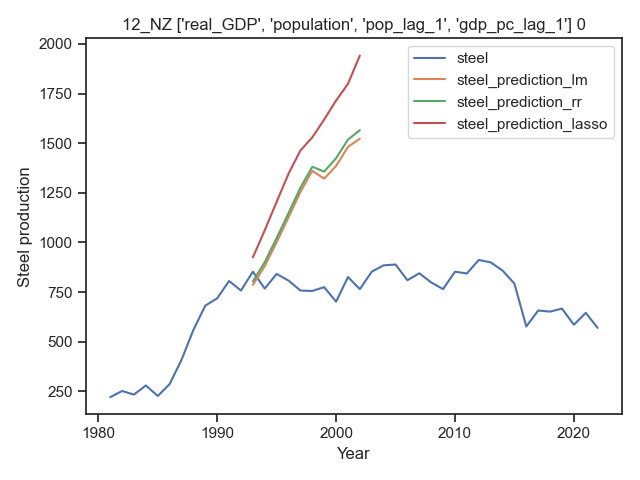 12_NZ ['real_GDP', 'population', 'pop_lag_1', 'gdp_pc_lag_1'] 0
steel
steel_prediction_lm
steel_prediction_rr
steel_prediction_lasso
Steel production
2000
1750
1500
1250
1000
750
500
250
1980
1990
2000
2010
2020
Year